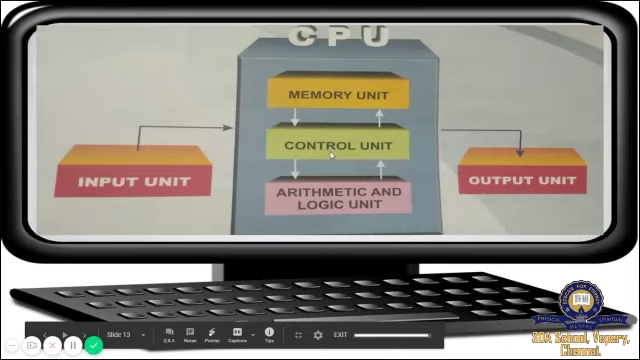 CPU
MEMORY UNIT
CONTROL UNIT
INPUT UNIT
ARITHMETIC AND
LOGIC UNIT
OUTPUT UNIT
Slide 13
Q&A
Notes
Pointer
Captions
Tips
EXIT
SDA School, Vepery,
Chennai.